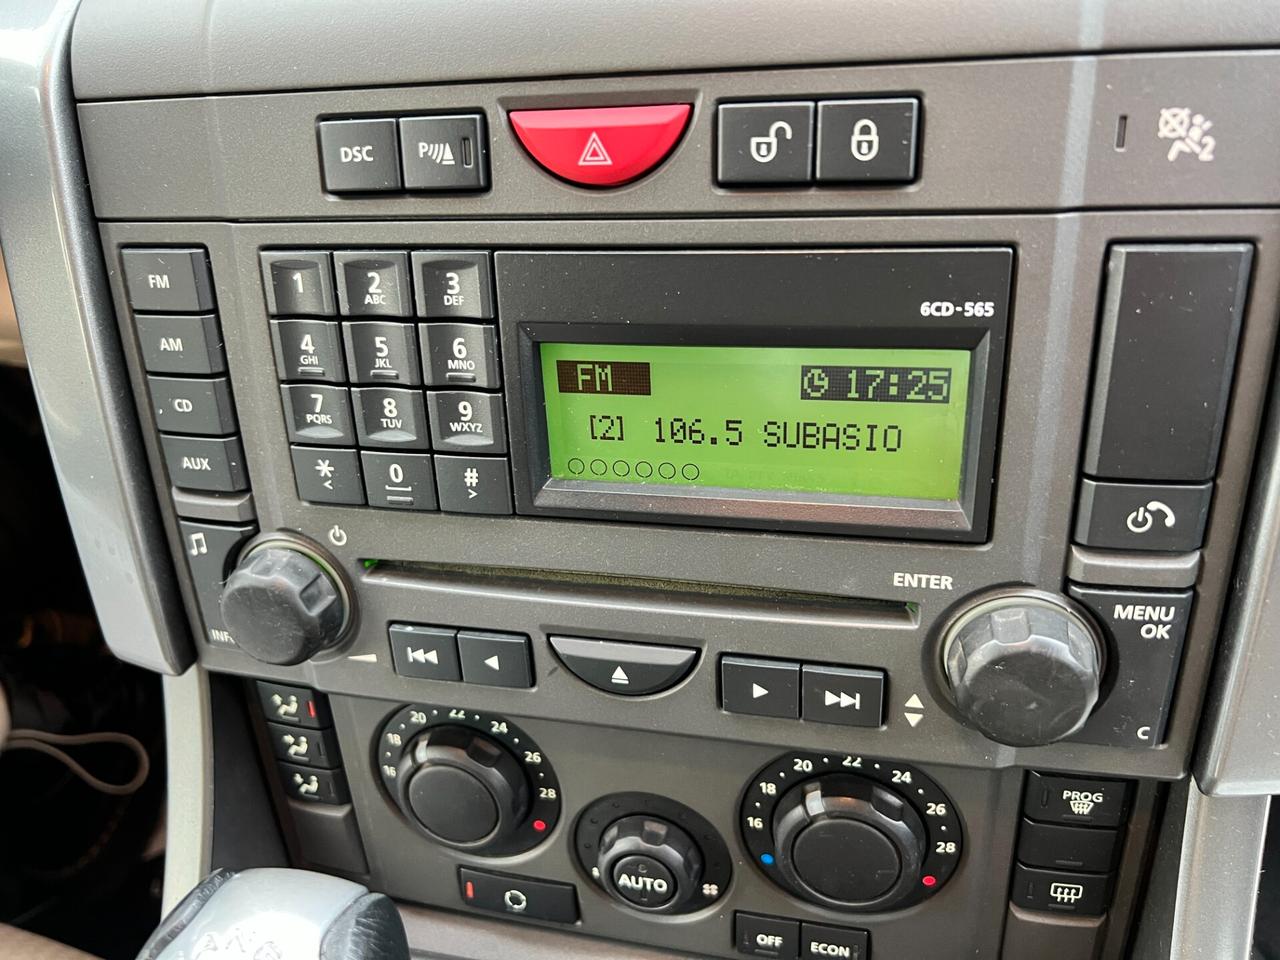 DSC
P
2
FM
AM
CD
AUX
1
2
ABC
3
DEF
4
GHI
5
JKL
6
MNO
7
PQRS
8
TUV
9
WXYZ
*
<
0
#
>
6CD-565
FM 17:25
[2] 106.5 SUBASIO
ENTER
MENU
OK
C
16 18 20 22 24 26 28
16 18 20 22 24 26 28
AUTO
PROG
OFF
ECON